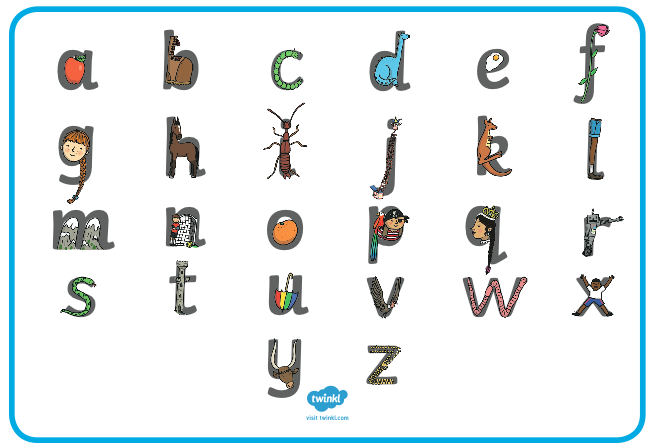 a b c d e f
g h i j k l
m n o p q r
s t u v w x
y z
twinkl
visit twinkl.com